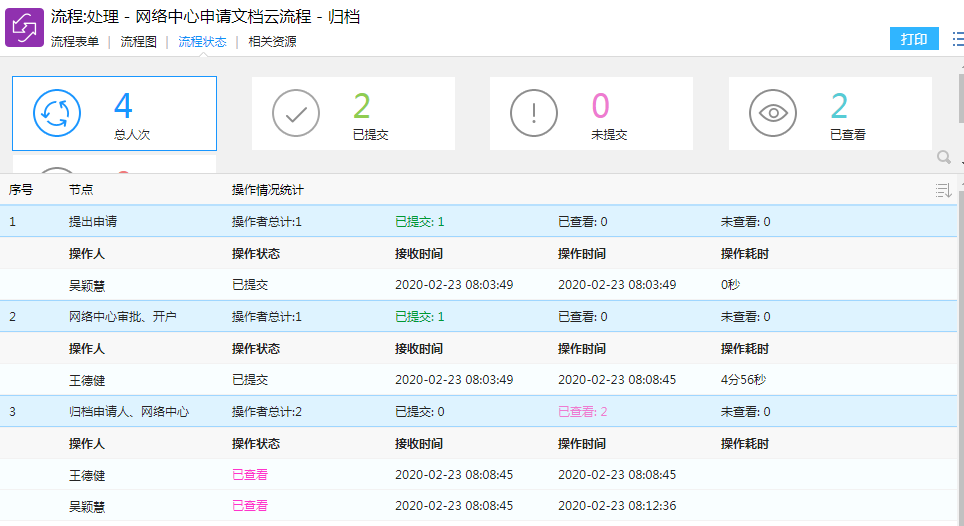 流程:处理 - 网络中心申请文档云流程 - 归档
流程表单 | 流程图 | 流程状态 | 相关资源
打印
4
总人次
2
已提交
0
未提交
2
已查看
序号 节点 操作情况统计
1 提出申请 操作者总计:1 已提交: 1 已查看: 0 未查看: 0
操作人 操作状态 接收时间 操作时间 操作耗时
吴颖慧 已提交 2020-02-23 08:03:49 2020-02-23 08:03:49 0秒
2 网络中心审批、开户 操作者总计:1 已提交: 1 已查看: 0 未查看: 0
操作人 操作状态 接收时间 操作时间 操作耗时
王德健 已提交 2020-02-23 08:03:49 2020-02-23 08:08:45 4分56秒
3 归档申请人、网络中心 操作者总计:2 已提交: 0 已查看: 2 未查看: 0
操作人 操作状态 接收时间 操作时间 操作耗时
王德健 已查看 2020-02-23 08:08:45 2020-02-23 08:08:45
吴颖慧 已查看 2020-02-23 08:08:45 2020-02-23 08:12:36